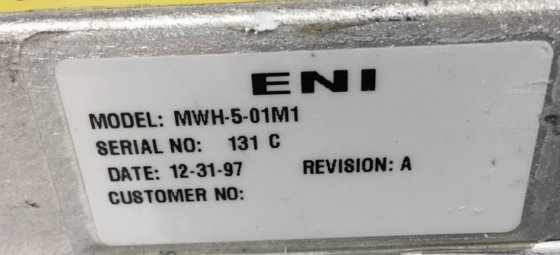 ENI
MODEL: MWH-5-01M1
SERIAL NO: 131 C
DATE: 12-31-97 REVISION: A
CUSTOMER NO: